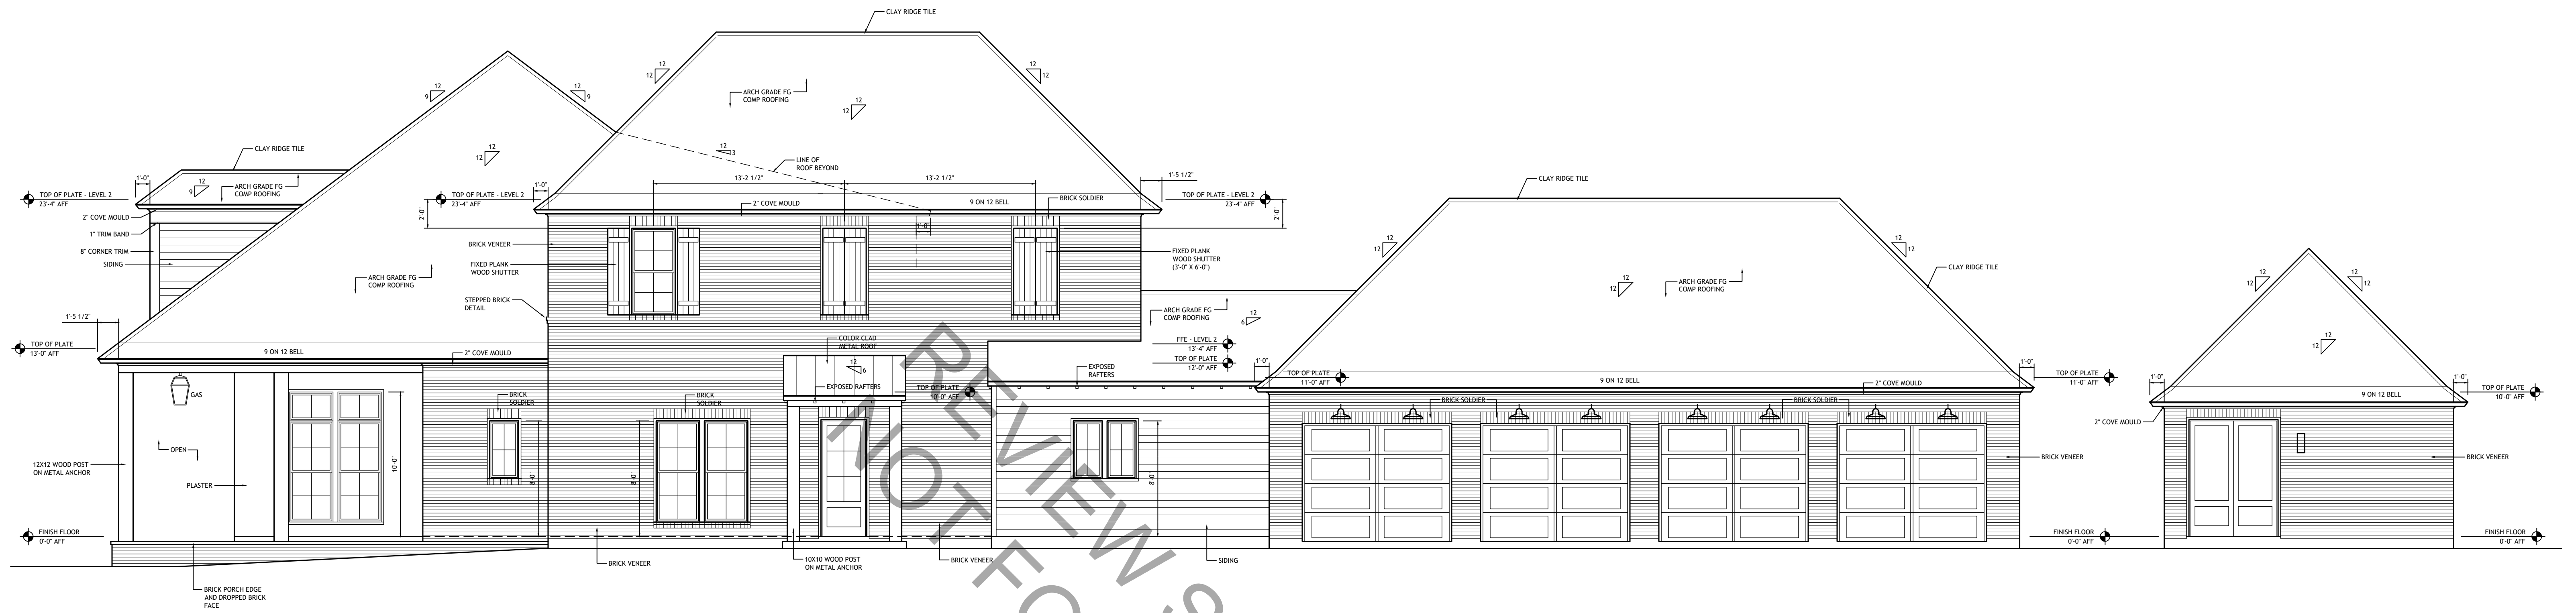 CLAY RIDGE TILE
12
12
12
12
12
9
12
9
ARCH GRADE FG
COMP ROOFING
12
12
CLAY RIDGE TILE
12
12
12
3
LINE OF
ROOF BEYOND
1'-0"
12
9
ARCH GRADE FG
COMP ROOFING
TOP OF PLATE - LEVEL 2
23'-4" AFF
TOP OF PLATE - LEVEL 2
23'-4" AFF
2'-0"
1'-0"
13'-2 1/2"
13'-2 1/2"
1'-5 1/2"
TOP OF PLATE - LEVEL 2
23'-4" AFF
2'-0"
2" COVE MOULD
9 ON 12 BELL
BRICK SOLDIER
1'-0"
2" COVE MOULD
1" TRIM BAND
8" CORNER TRIM
SIDING
BRICK VENEER
FIXED PLANK
WOOD SHUTTER
FIXED PLANK
WOOD SHUTTER
(3'-0" X 6'-0")
ARCH GRADE FG
COMP ROOFING
STEPPED BRICK
DETAIL
1'-5 1/2"
TOP OF PLATE
13'-0" AFF
9 ON 12 BELL
2" COVE MOULD
COLOR CLAD
METAL ROOF
12
6
EXPOSED RAFTERS
TOP OF PLATE
10'-0" AFF
ARCH GRADE FG
COMP ROOFING
12
6
FFE - LEVEL 2
13'-4" AFF
TOP OF PLATE
12'-0" AFF
EXPOSED
RAFTERS
CLAY RIDGE TILE
12
12
12
12
12
12
ARCH GRADE FG
COMP ROOFING
CLAY RIDGE TILE
1'-0"
TOP OF PLATE
11'-0" AFF
9 ON 12 BELL
2" COVE MOULD
1'-0"
TOP OF PLATE
11'-0" AFF
BRICK SOLDIER
BRICK SOLDIER
BRICK VENEER
12
12
12
12
12
12
1'-0"
1'-0"
9 ON 12 BELL
TOP OF PLATE
10'-0" AFF
2" COVE MOULD
BRICK VENEER
GAS
OPEN
PLASTER
12X12 WOOD POST
ON METAL ANCHOR
10'-0"
BRICK
SOLDIER
8'-0"
BRICK
SOLDIER
8'-0"
8'-0"
FINISH FLOOR
0'-0" AFF
FINISH FLOOR
0'-0" AFF
FINISH FLOOR
0'-0" AFF
BRICK PORCH EDGE
AND DROPPED BRICK
FACE
BRICK VENEER
10X10 WOOD POST
ON METAL ANCHOR
BRICK VENEER
SIDING
REVIEW S
NOT FO